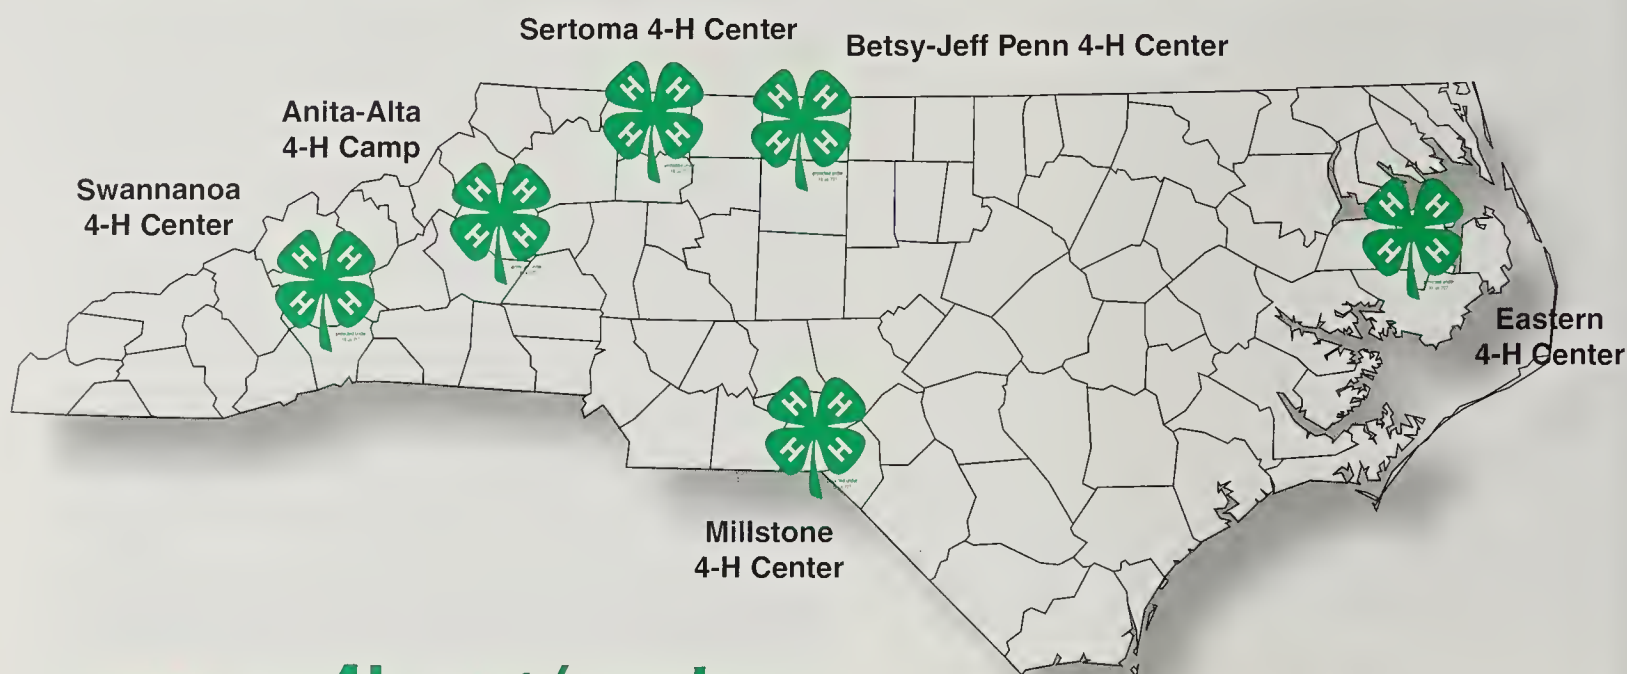 Sertoma 4-H Center
Betsy-Jeff Penn 4-H Center
Anita-Alta
4-H Camp
Swannanoa
4-H Center
Eastern
4-H Center
Millstone
4-H Center
H H
H H
H H
H H
H H
H H
H H
H H
H H
H H
H H
H H